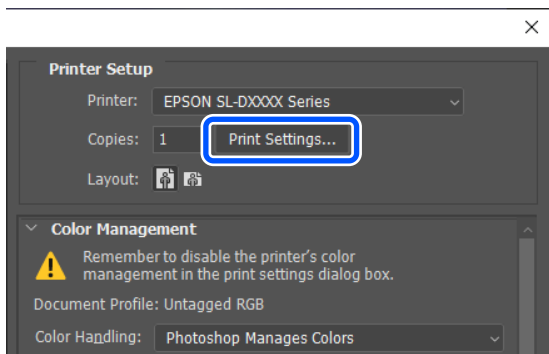 Printer Setup
Printer: EPSON SL-DXXXX Series
Copies: 1 Print Settings...
Layout:
Color Management
Remember to disable the printer's color
management in the print settings dialog box.
Document Profile: Untagged RGB
Color Handling: Photoshop Manages Colors